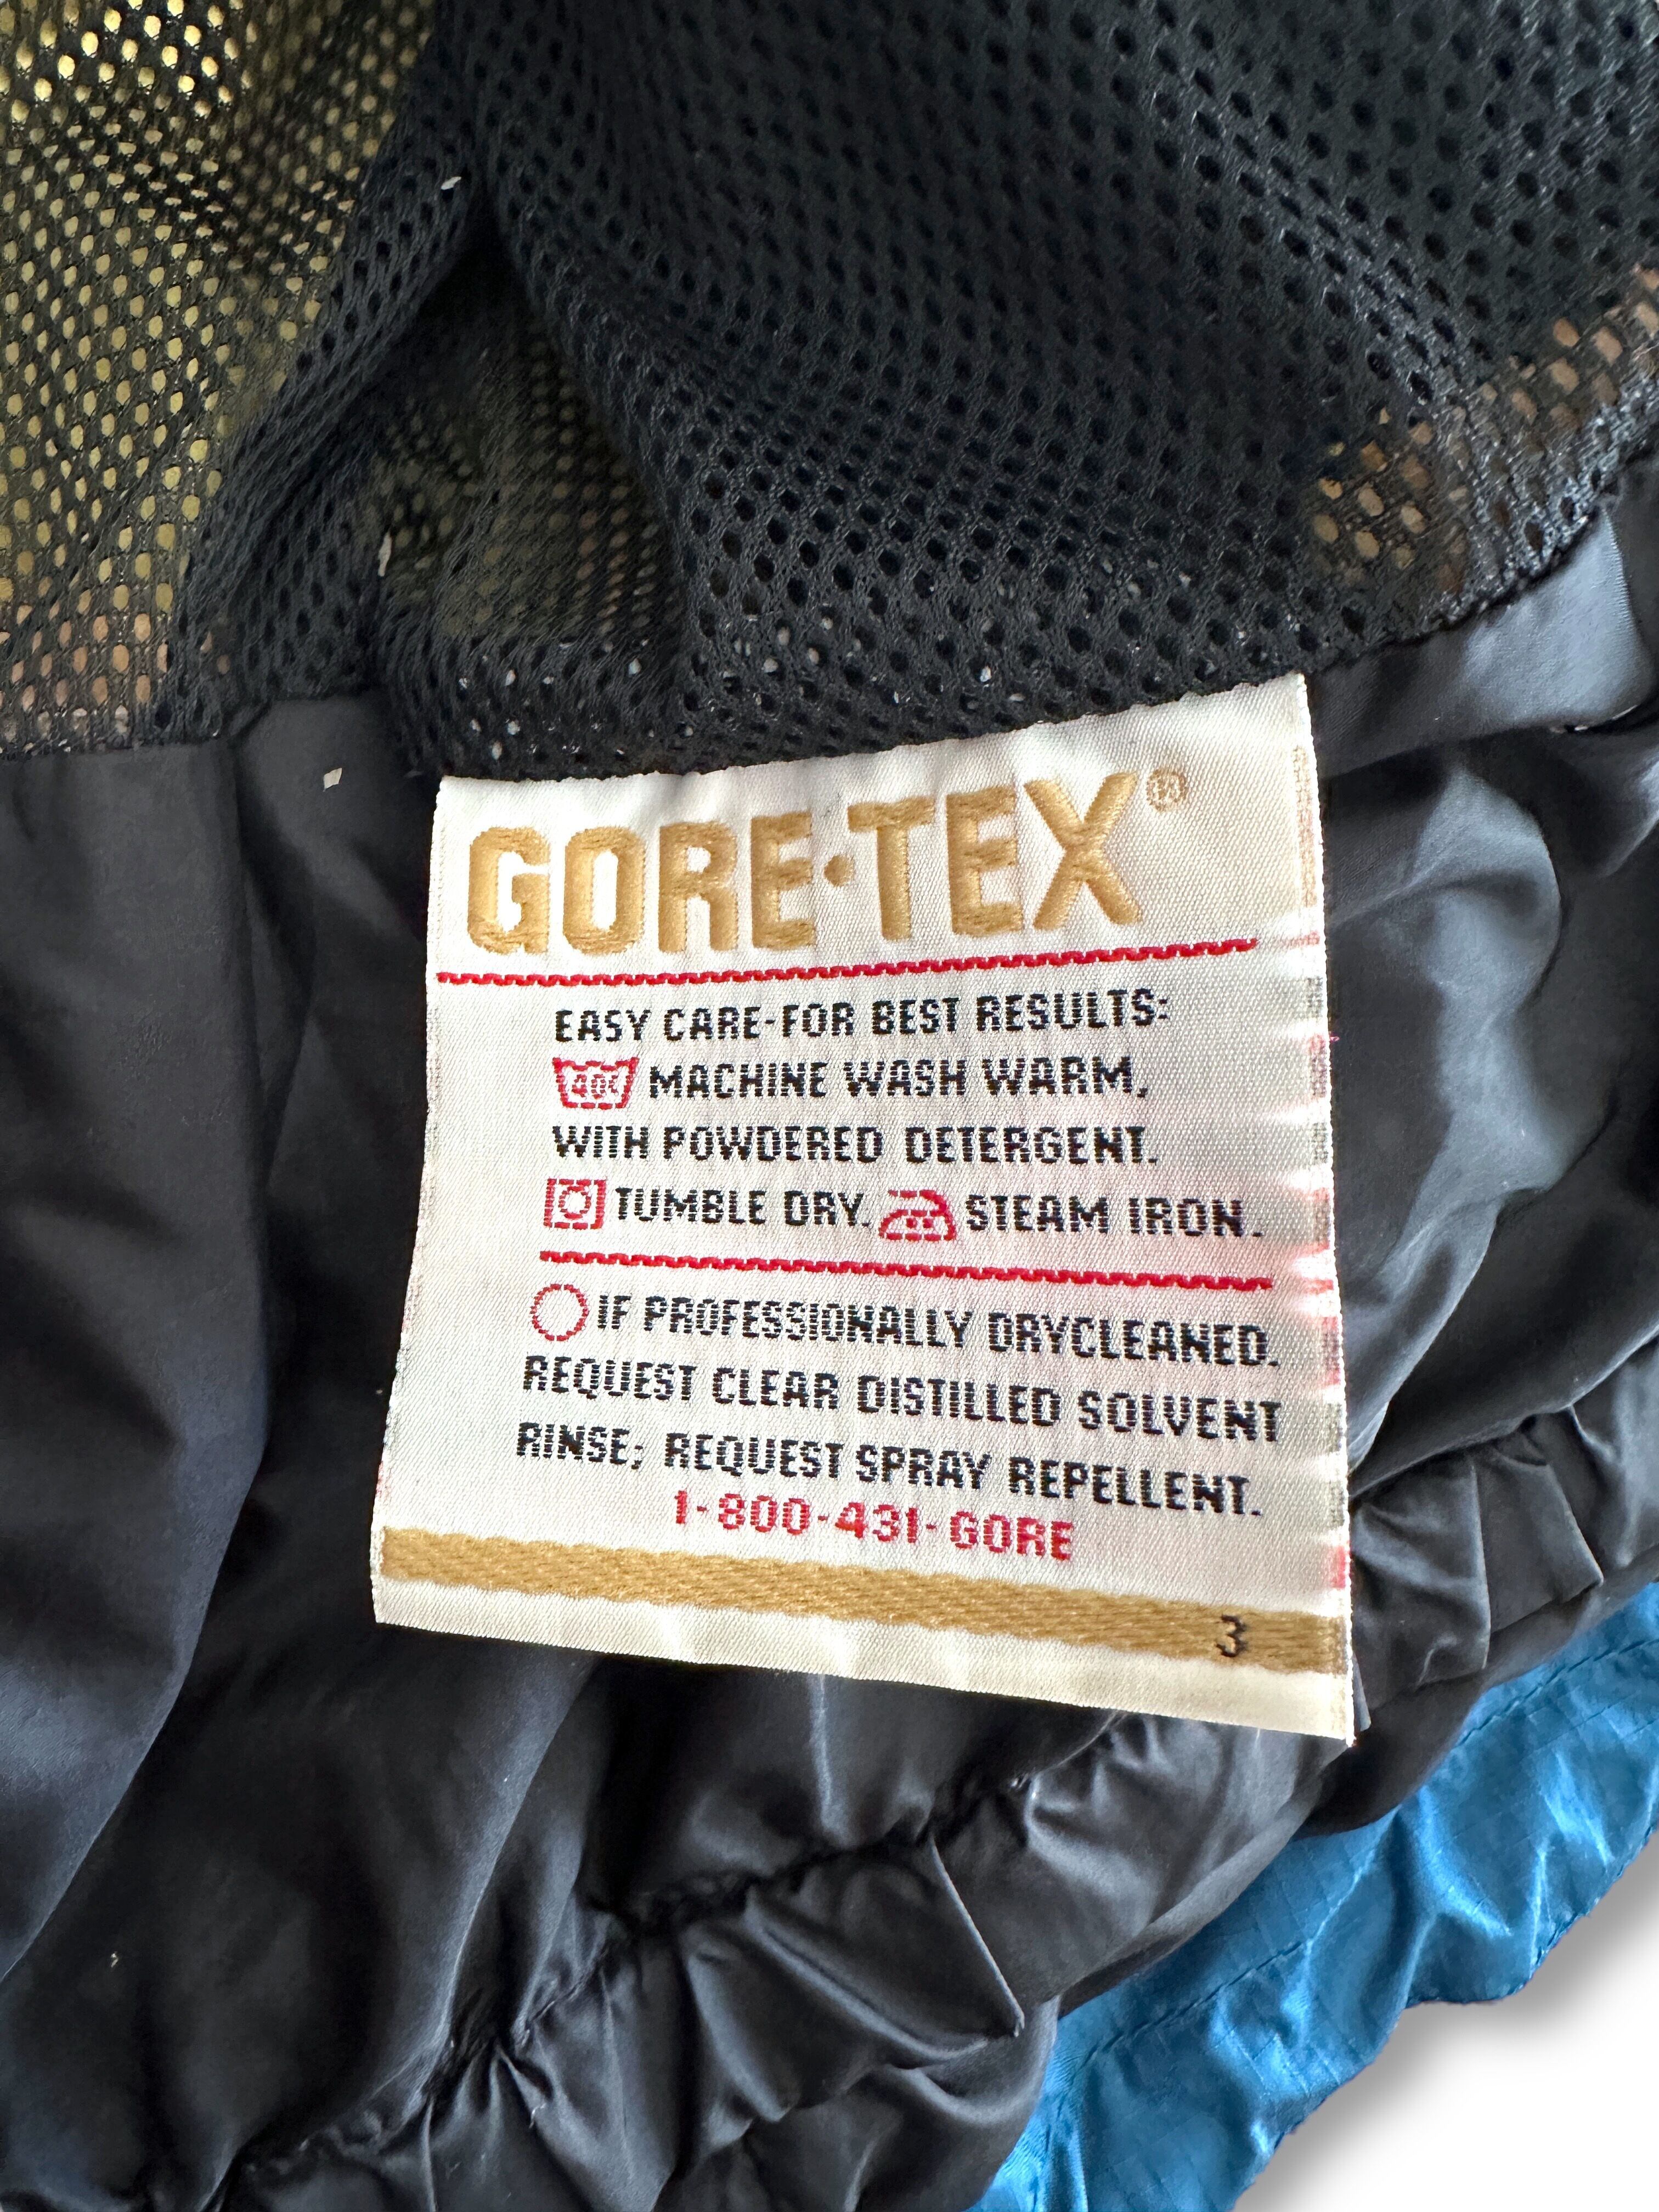 GORE·TEX®
EASY CARE-FOR BEST RESULTS:
40C MACHINE WASH WARM,
WITH POWDERED DETERGENT.
TUMBLE DRY. STEAM IRON.
IF PROFESSIONALLY DRYCLEANED.
REQUEST CLEAR DISTILLED SOLVENT
RINSE; REQUEST SPRAY REPELLENT.
1-800-431-GORE
3